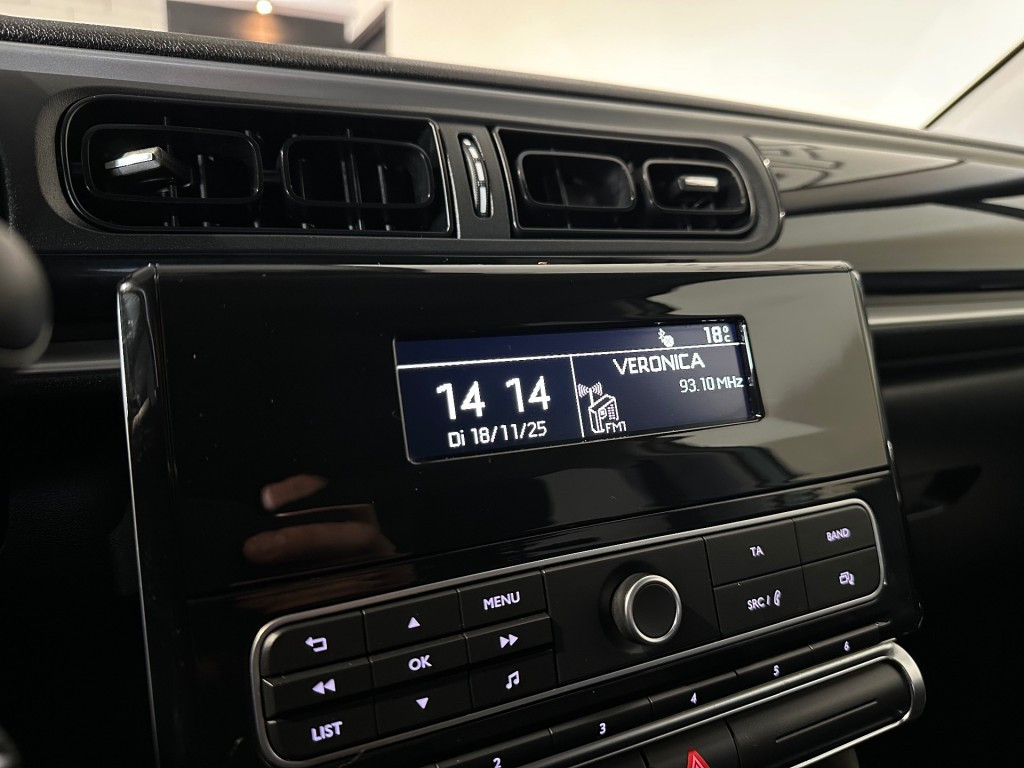 18°c
VERONICA
14 14
93.10 MHz
Di 18/11/25
FM1
TA
BAND
MENU
SRC /
OK
LIST
2
3
4
5
6